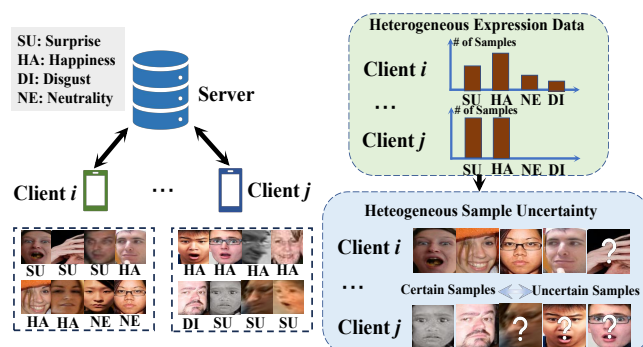 SU: Surprise
HA: Happiness
DI: Disgust
NE: Neutrality
Server
Client i
...
Client j
SU SU SU HA
HA HA NE NE
HA HA HA HA
DI SU SU SU
Heterogeneous Expression Data
# of Samples
Client i
SU HA NE DI
...
# of Samples
Client j
SU HA NE DI
Heteogeneous Sample Uncertainty
Client i
?
...
Certain Samples Uncertain Samples
Client j
? ? ?